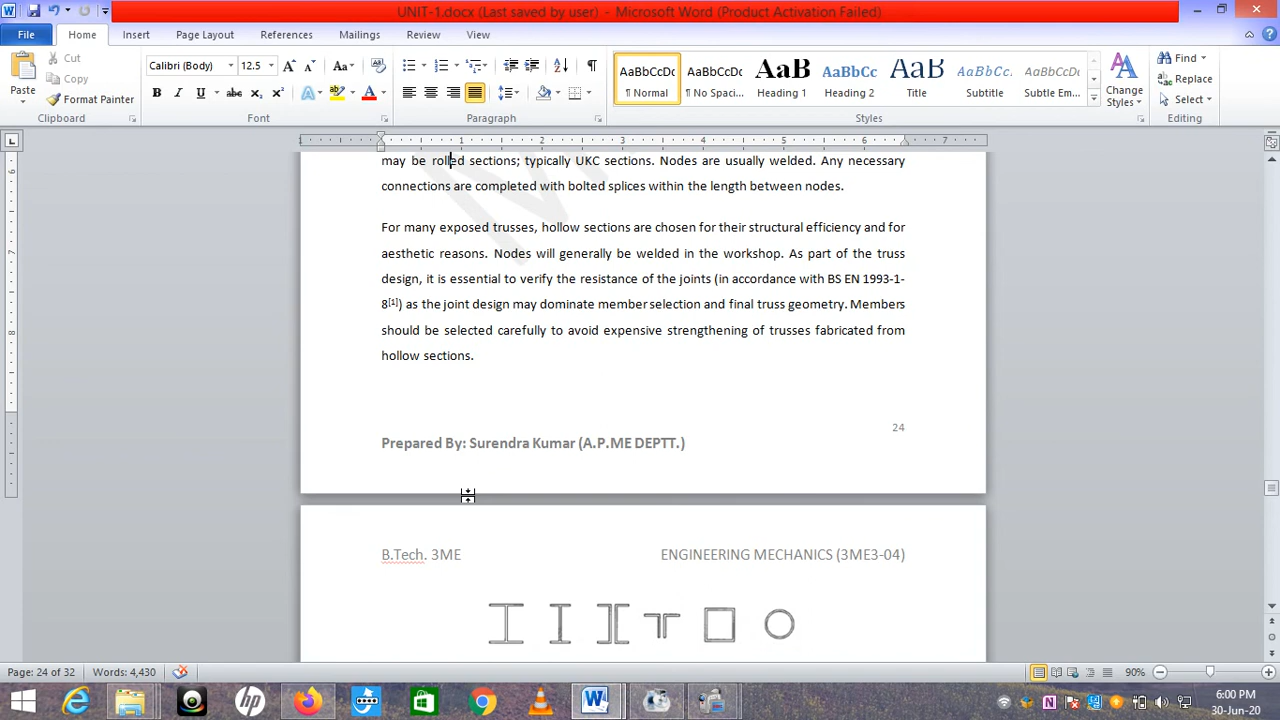 UNIT-1.docx (Last saved by user) - Microsoft Word (Product Activation Failed)
File Home Insert Page Layout References Mailings Review View
Paste
Cut
Copy
Format Painter
Clipboard
Calibri (Body) 12.5
Font
Paragraph
AaBbCcDc AaBbCcDc AaB AaBbCc AaB AaBbCcDc AaBbCcDc
¶ Normal ¶ No Spaci... Heading 1 Heading 2 Title Subtitle Subtle Em...
Change
Styles
Styles
Find
Replace
Select
Editing
may be rolled sections; typically UKC sections. Nodes are usually welded. Any necessary
connections are completed with bolted splices within the length between nodes.
For many exposed trusses, hollow sections are chosen for their structural efficiency and for
aesthetic reasons. Nodes will generally be welded in the workshop. As part of the truss
design, it is essential to verify the resistance of the joints (in accordance with BS EN 1993-1-
8[1]) as the joint design may dominate member selection and final truss geometry. Members
should be selected carefully to avoid expensive strengthening of trusses fabricated from
hollow sections.
24
Prepared By: Surendra Kumar (A.P.ME DEPTT.)
B.Tech. 3ME ENGINEERING MECHANICS (3ME3-04)
Page: 24 of 32 Words: 4,430 90%
6:00 PM
30-Jun-20